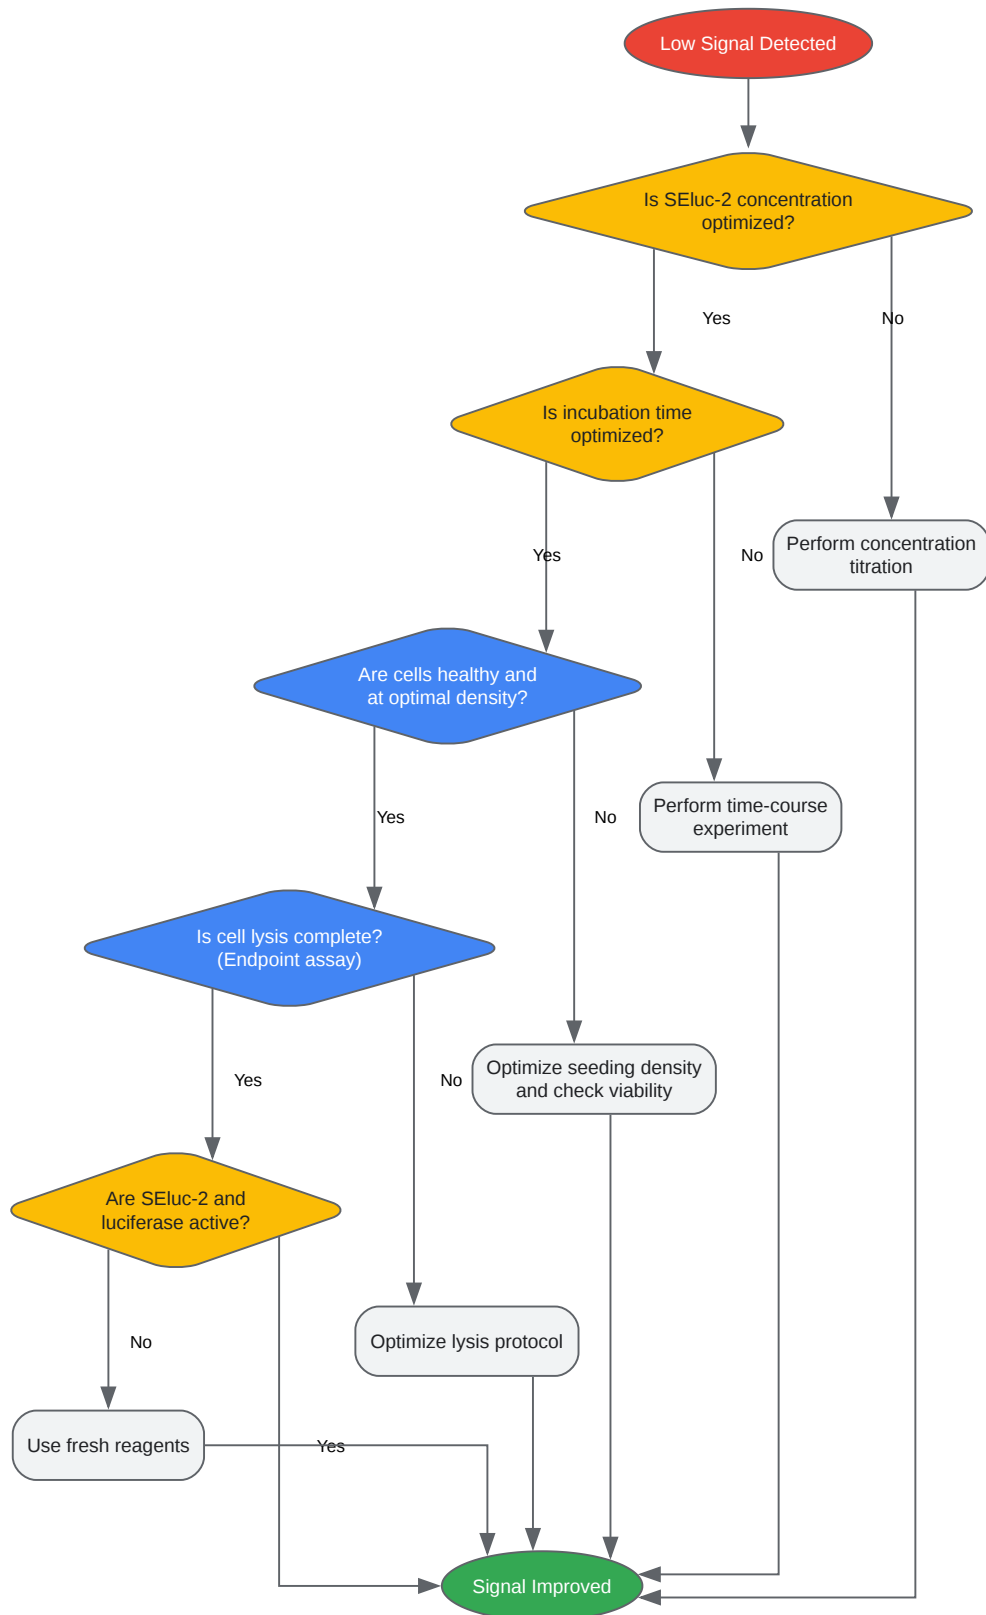 Low Signal Detected
Is SEluc-2 concentration
optimized?
Yes
No
Is incubation time
optimized?
Yes
No
Perform concentration
titration
Are cells healthy and
at optimal density?
Yes
No
Perform time-course
experiment
Is cell lysis complete?
(Endpoint assay)
Yes
No
Optimize seeding density
and check viability
Are SEluc-2 and
luciferase active?
No
Optimize lysis protocol
Use fresh reagents
Yes
Signal Improved